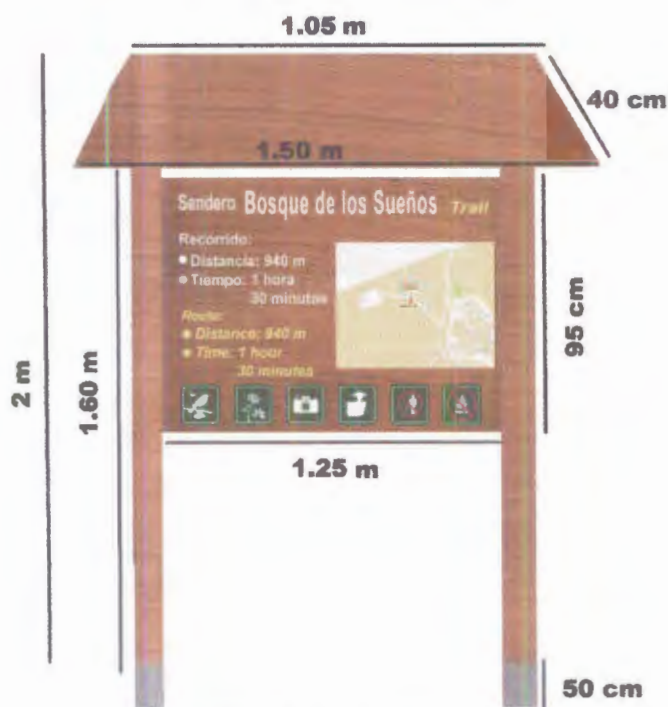 1.05 m
40 cm
1.50 m
Sendero Bosque de los Sueños Trail
Recorrido:
Distancia: 940 m
Tiempo: 1 hora
30 minutos
Route:
Distance: 940 m
Time: 1 hour
30 minutes
95 cm
2 m
1.60 m
1.25 m
50 cm